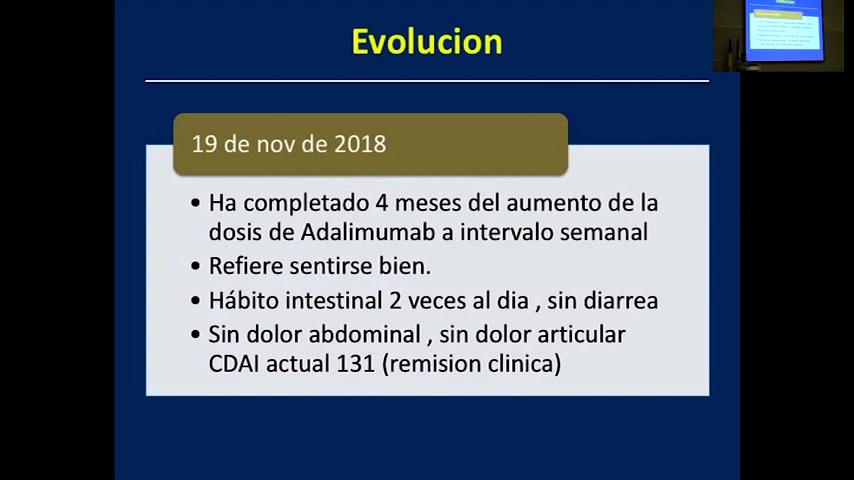 Evolucion
19 de nov de 2018
• Ha completado 4 meses del aumento de la
dosis de Adalimumab a intervalo semanal
• Refiere sentirse bien.
• Hábito intestinal 2 veces al dia , sin diarrea
• Sin dolor abdominal , sin dolor articular
CDAI actual 131 (remision clinica)